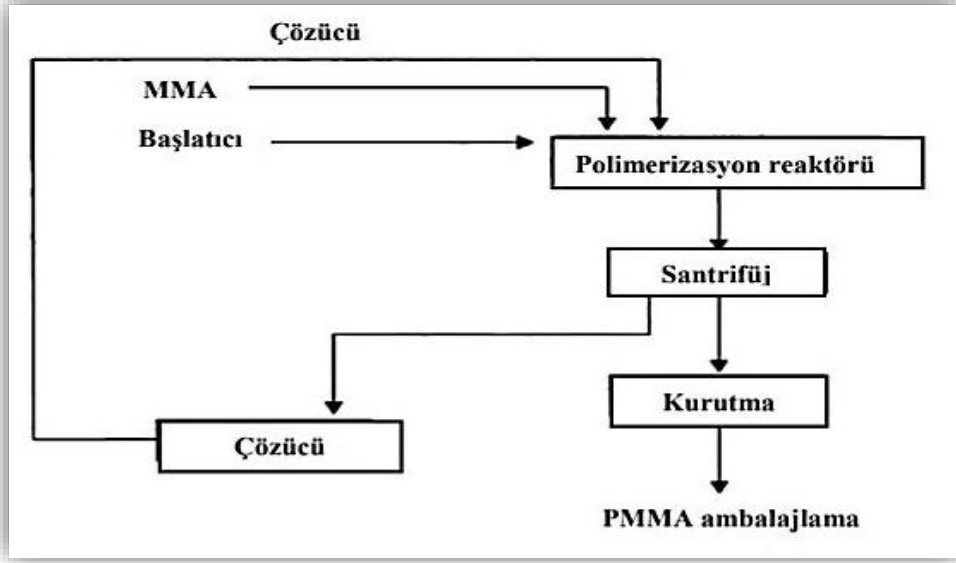 Çözücü
MMA
Başlatıcı
Polimerizasyon reaktörü
Santrifüj
Kurutma
Çözücü
PMMA ambalajlama